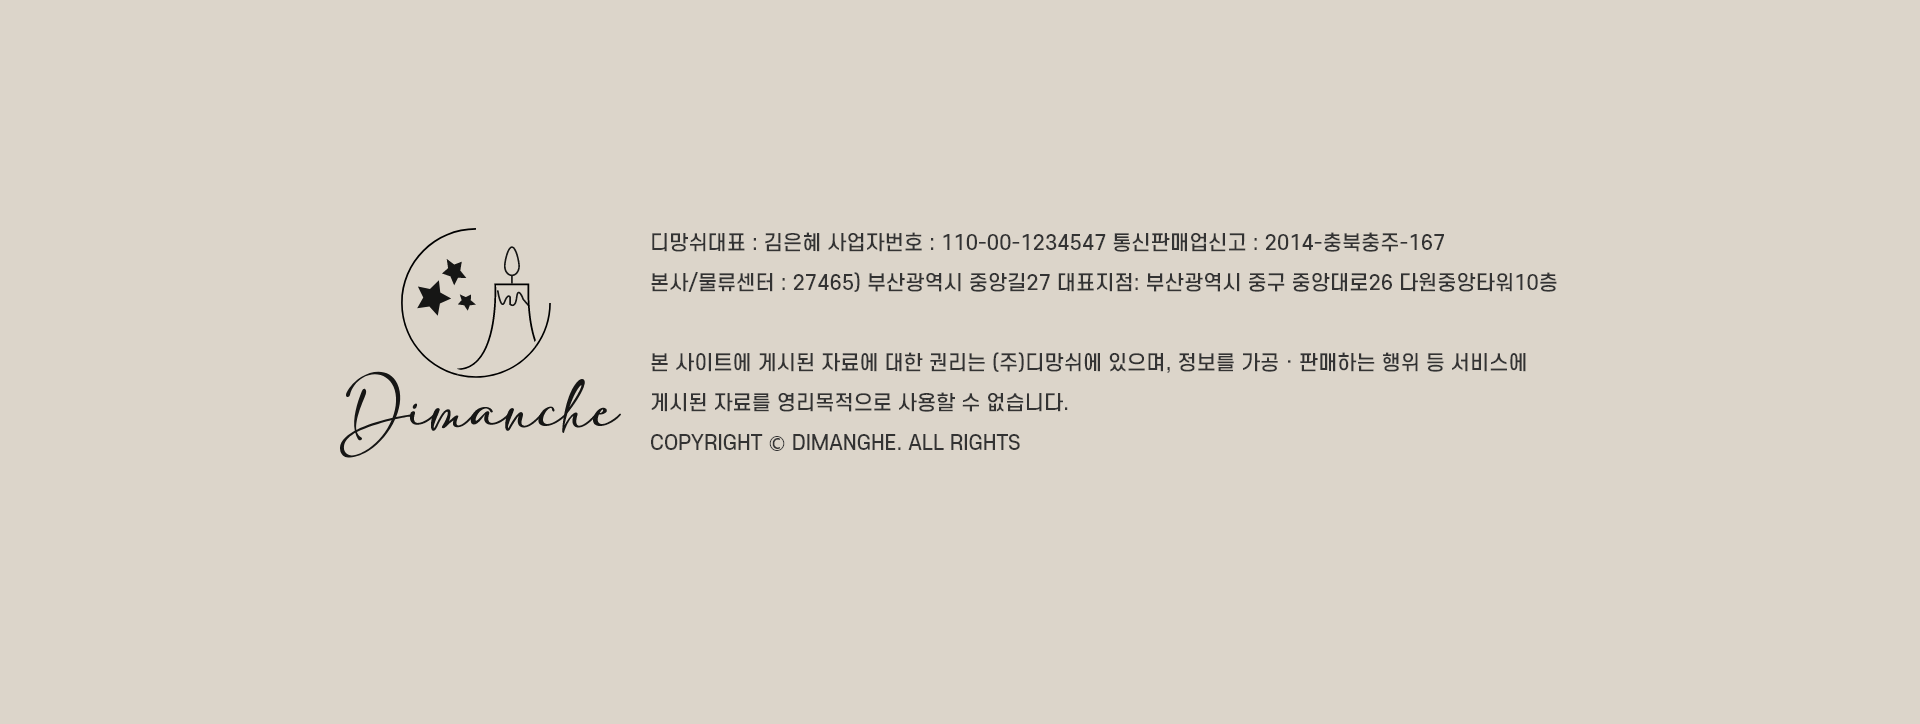 Dimanche
디망쉬대표 : 김은혜 사업자번호 : 110-00-1234547 통신판매업신고 : 2014-충북충주-167
본사/물류센터 : 27465) 부산광역시 중앙길27 대표지점: 부산광역시 중구 중앙대로26 다원중앙타워10층
본 사이트에 게시된 자료에 대한 권리는 (주)디망쉬에 있으며, 정보를 가공 · 판매하는 행위 등 서비스에
게시된 자료를 영리목적으로 사용할 수 없습니다.
COPYRIGHT © DIMANGHE. ALL RIGHTS